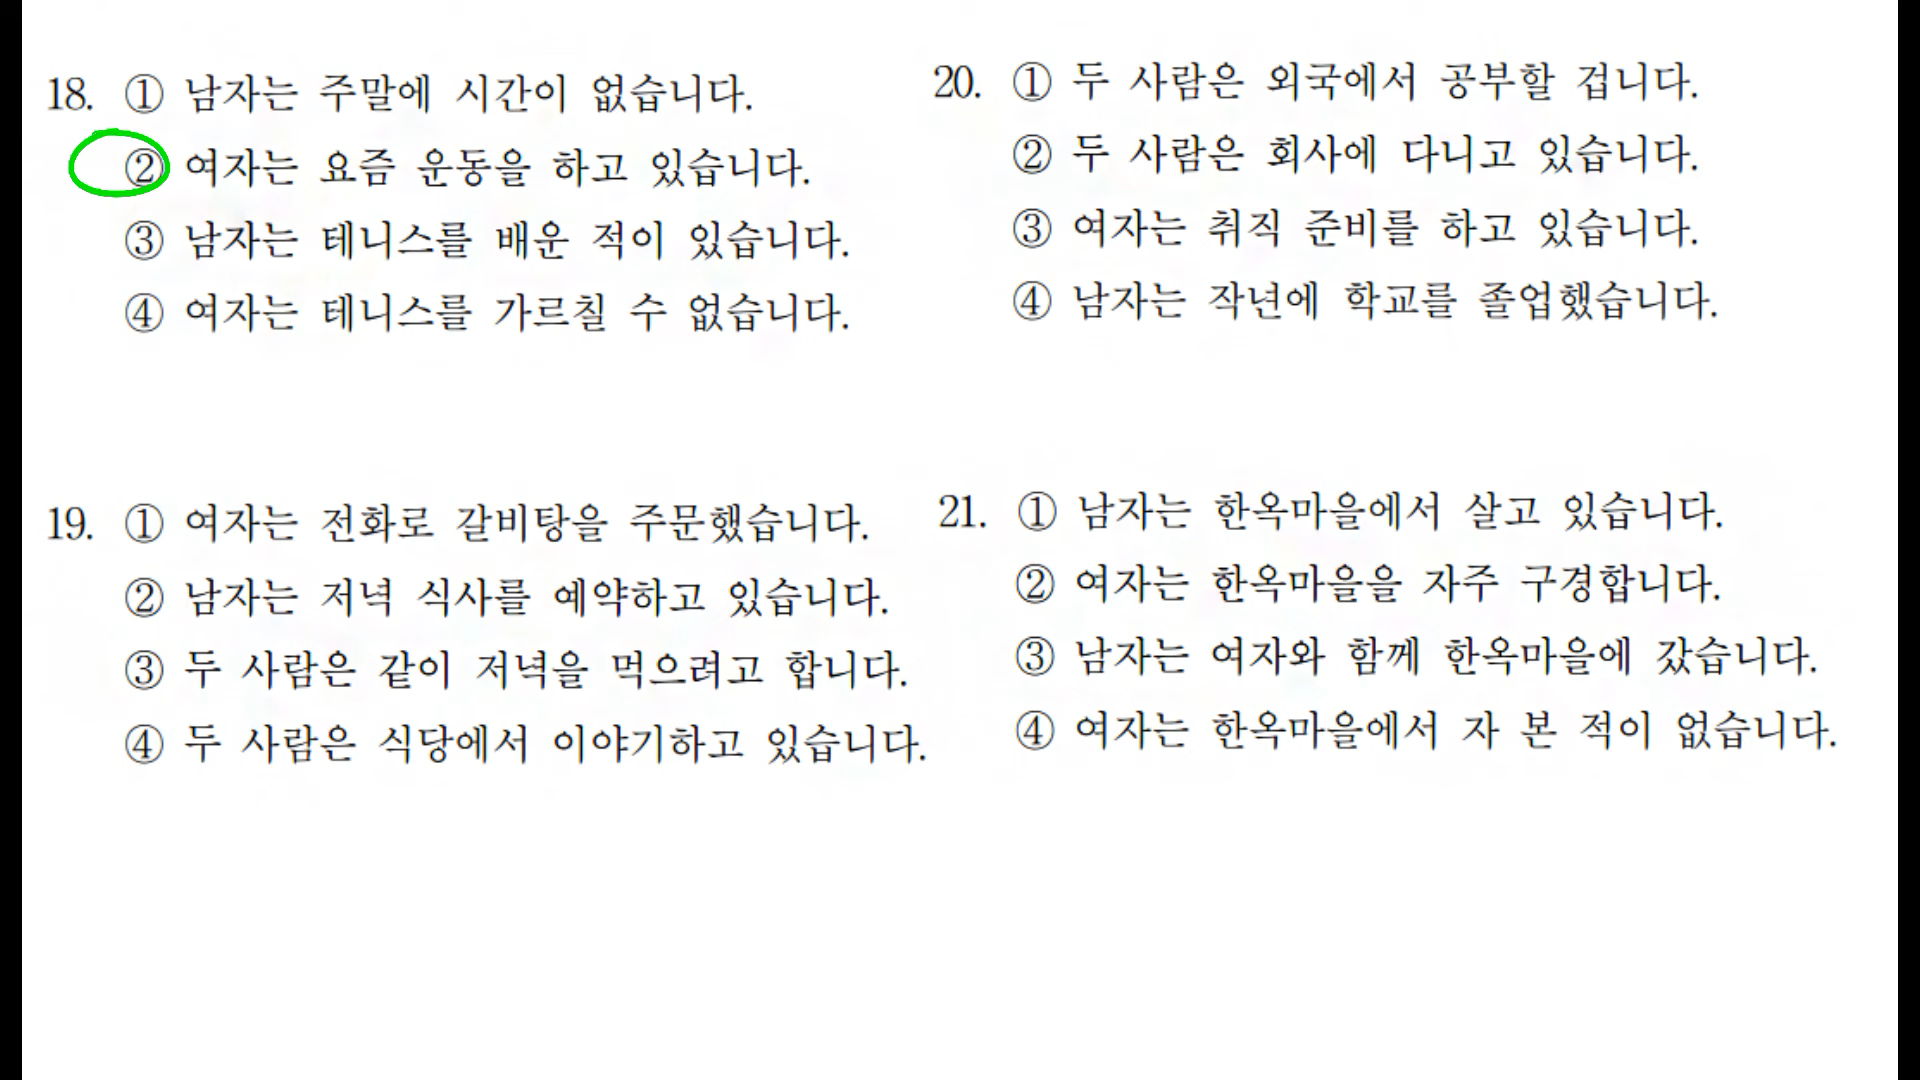 18. ① 남자는 주말에 시간이 없습니다.
② 여자는 요즘 운동을 하고 있습니다.
③ 남자는 테니스를 배운 적이 있습니다.
④ 여자는 테니스를 가르칠 수 없습니다.
19. ① 여자는 전화로 갈비탕을 주문했습니다.
② 남자는 저녁 식사를 예약하고 있습니다.
③ 두 사람은 같이 저녁을 먹으려고 합니다.
④ 두 사람은 식당에서 이야기하고 있습니다.
20. ① 두 사람은 외국에서 공부할 겁니다.
② 두 사람은 회사에 다니고 있습니다.
③ 여자는 취직 준비를 하고 있습니다.
④ 남자는 작년에 학교를 졸업했습니다.
21. ① 남자는 한옥마을에서 살고 있습니다.
② 여자는 한옥마을을 자주 구경합니다.
③ 남자는 여자와 함께 한옥마을에 갔습니다.
④ 여자는 한옥마을에서 자 본 적이 없습니다.